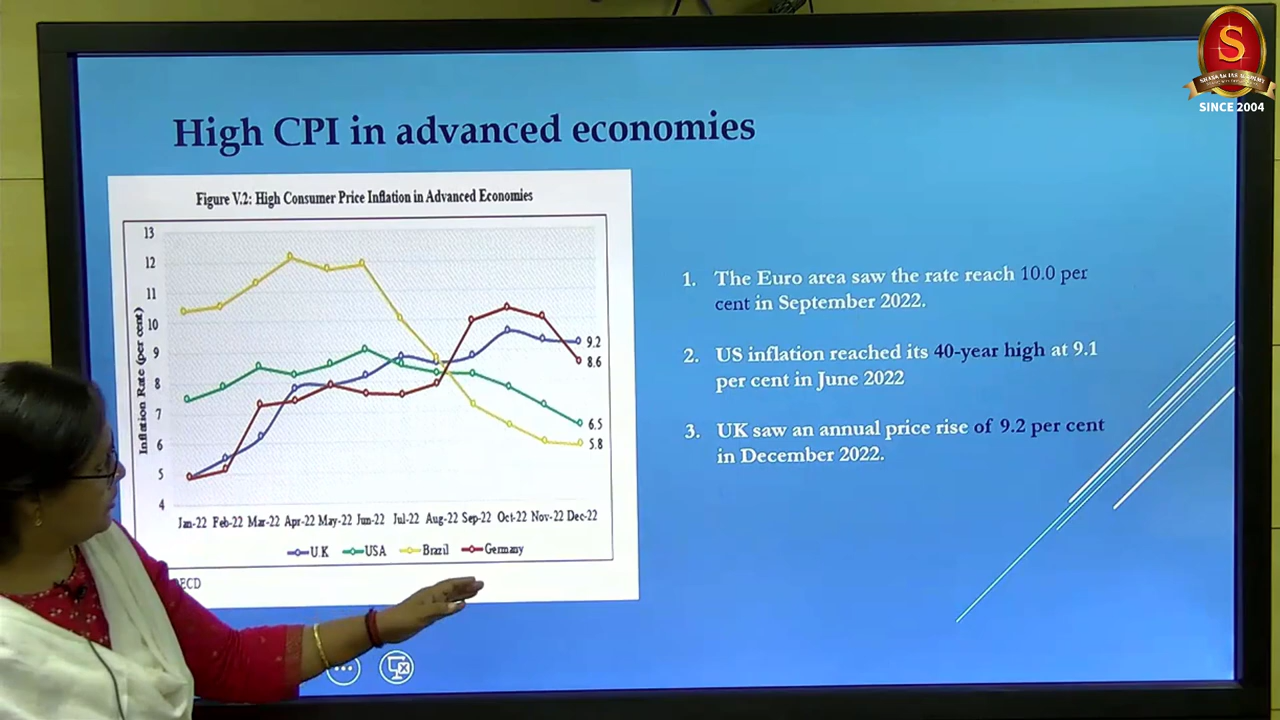 S
SHANKAR IAS ACADEMY
SINCE 2004
High CPI in advanced economies
Figure V.2: High Consumer Price Inflation in Advanced Economies
Inflation Rate (per cent)
13
12
11
10
9
8
7
6
5
4
9.2
8.6
6.5
5.8
Jan-22 Feb-22 Mar-22 Apr-22 May-22 Jun-22 Jul-22 Aug-22 Sep-22 Oct-22 Nov-22 Dec-22
U.K USA Brazil Germany
ECD
1. The Euro area saw the rate reach 10.0 per
cent in September 2022.
2. US inflation reached its 40-year high at 9.1
per cent in June 2022
3. UK saw an annual price rise of 9.2 per cent
in December 2022.